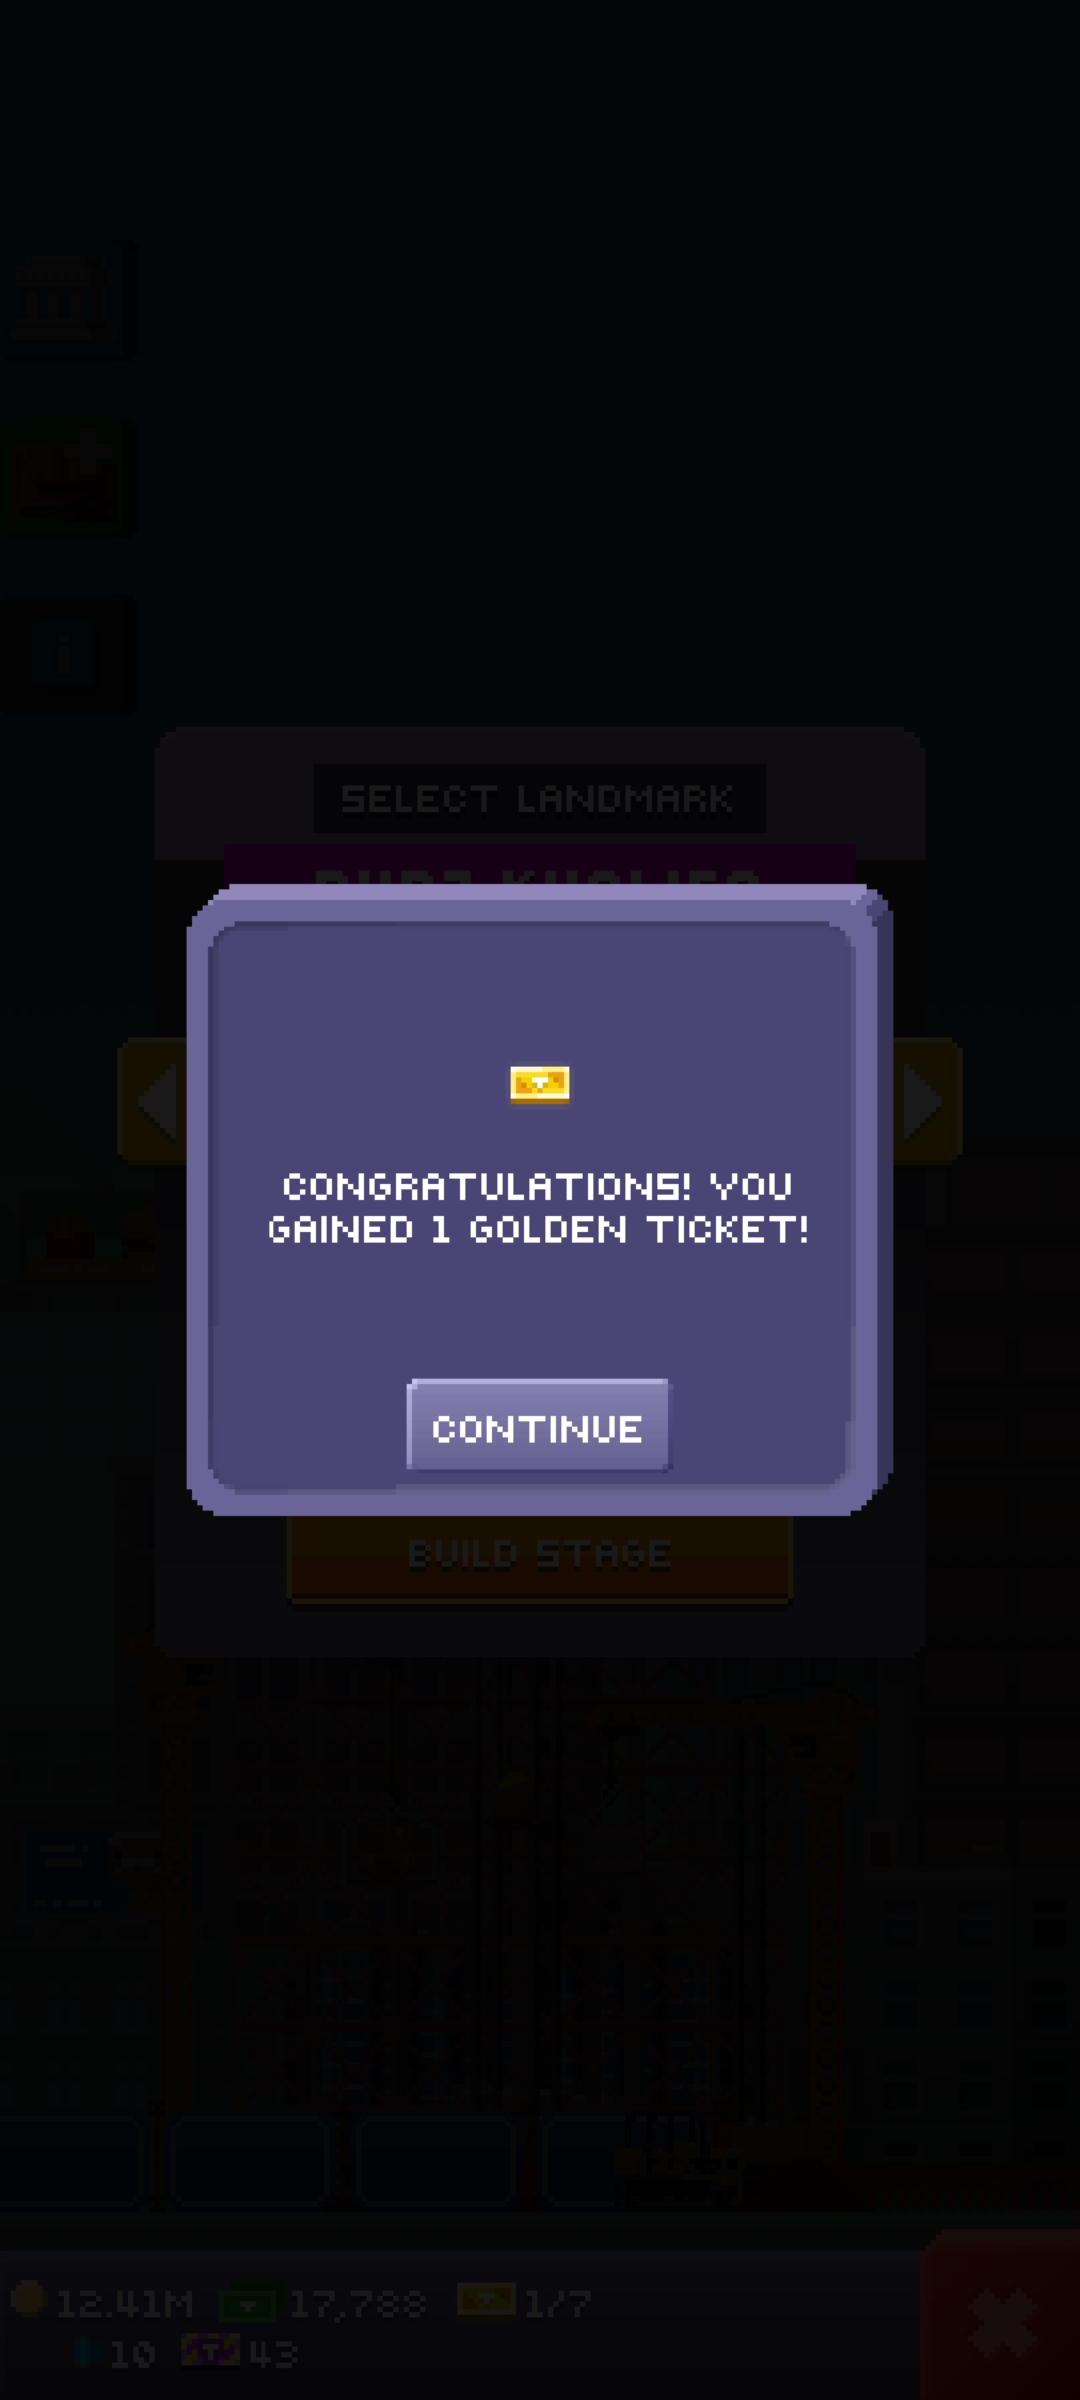 SELECT LANDMARK
CONGRATULATIONS! YOU
GAINED 1 GOLDEN TICKET!
CONTINUE
BUILD STAGE
12.41M 17,788 1/7
10 43